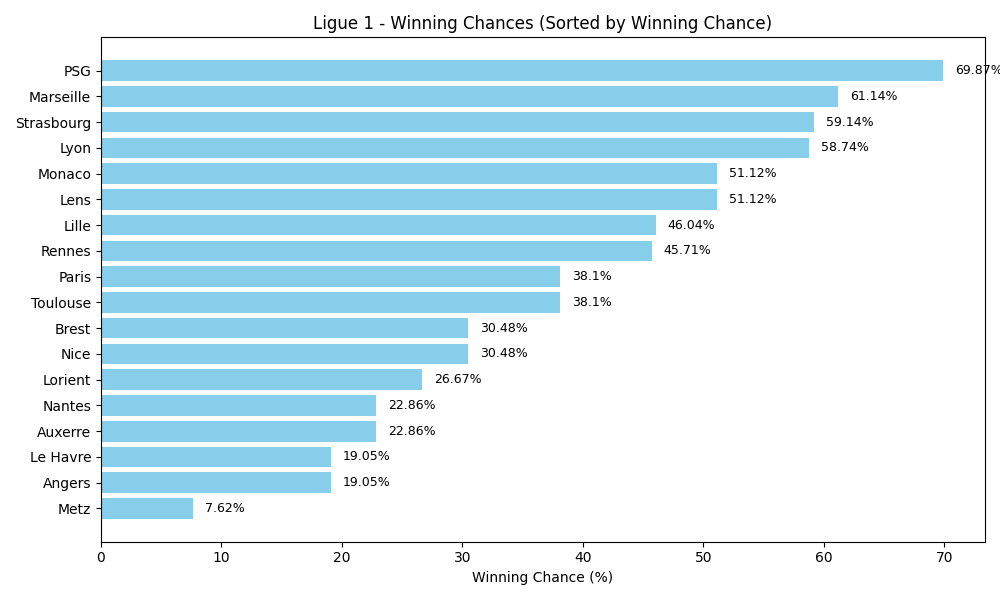 Ligue 1 - Winning Chances (Sorted by Winning Chance)
PSG 69.87%
Marseille 61.14%
Strasbourg 59.14%
Lyon 58.74%
Monaco 51.12%
Lens 51.12%
Lille 46.04%
Rennes 45.71%
Paris 38.1%
Toulouse 38.1%
Brest 30.48%
Nice 30.48%
Lorient 26.67%
Nantes 22.86%
Auxerre 22.86%
Le Havre 19.05%
Angers 19.05%
Metz 7.62%
0 10 20 30 40 50 60 70
Winning Chance (%)